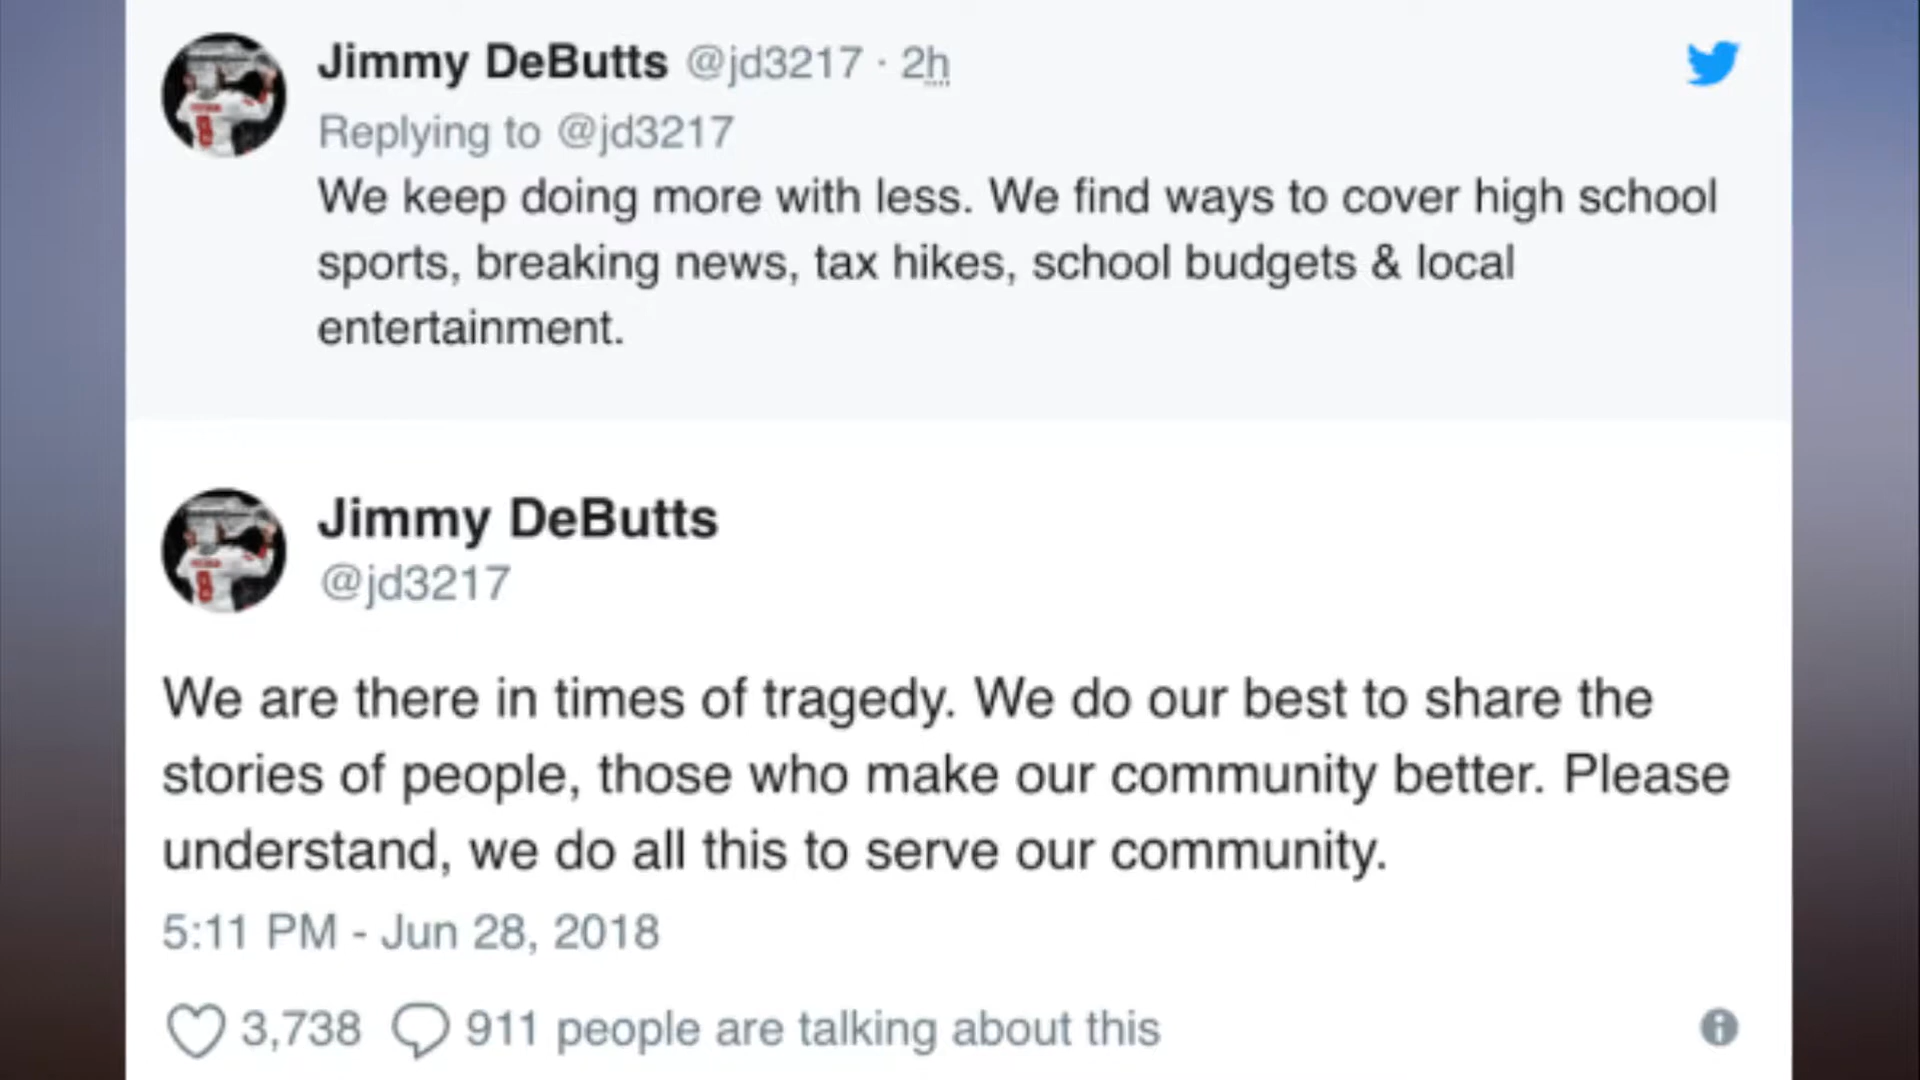 Jimmy DeButts @jd3217 · 2h
Replying to @jd3217
We keep doing more with less. We find ways to cover high school
sports, breaking news, tax hikes, school budgets & local
entertainment.
Jimmy DeButts
@jd3217
We are there in times of tragedy. We do our best to share the
stories of people, those who make our community better. Please
understand, we do all this to serve our community.
5:11 PM - Jun 28, 2018
3,738 911 people are talking about this